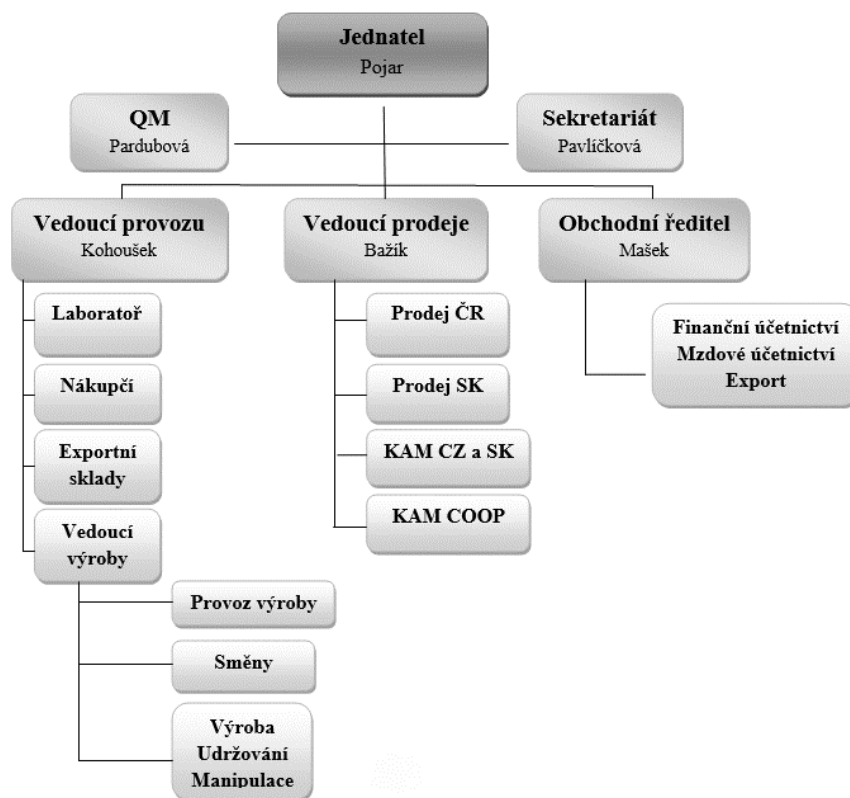 Jednatel
Pojar
QM
Pardubová
Sekretariát
Pavlíčková
Vedoucí provozu
Kohoušek
Vedoucí prodeje
Bažík
Obchodní ředitel
Mašek
Laboratoř
Nákupčí
Exportní
sklady
Vedoucí
výroby
Provoz výroby
Směny
Výroba
Udržování
Manipulace
Prodej ČR
Prodej SK
KAM CZ a SK
KAM COOP
Finanční účetnictví
Mzdové účetnictví
Export